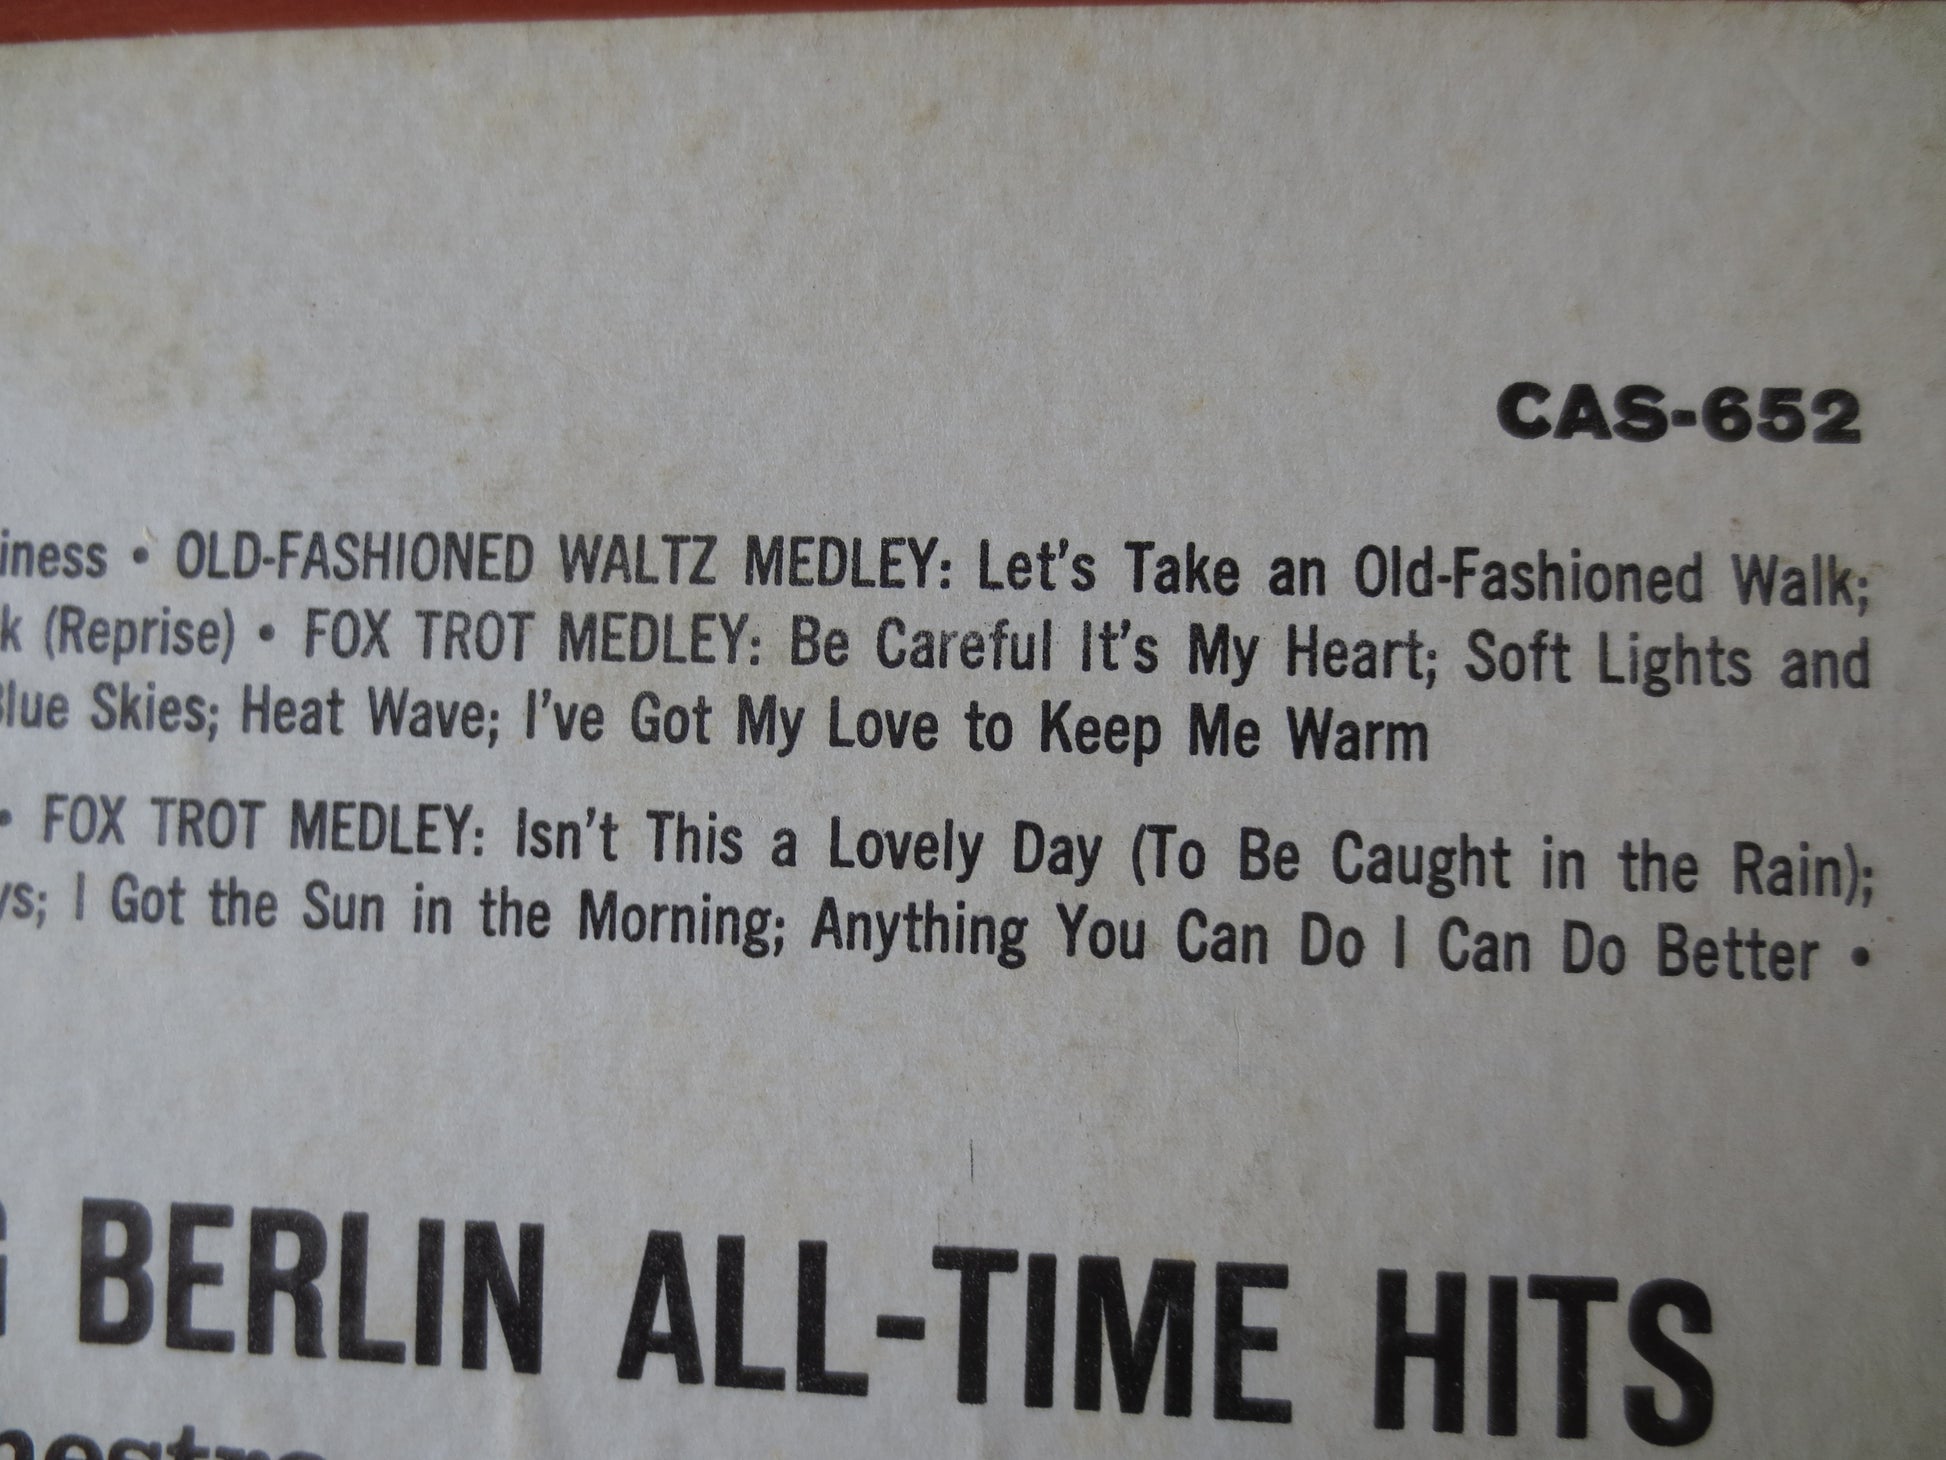 CAS-652
• OLD-FASHIONED WALTZ MEDLEY: Let's Take an Old-Fashioned Walk;
(Reprise) • FOX TROT MEDLEY: Be Careful It's My Heart; Soft Lights and
Blue Skies; Heat Wave; I've Got My Love to Keep Me Warm
• FOX TROT MEDLEY: Isn't This a Lovely Day (To Be Caught in the Rain);
I Got the Sun in the Morning; Anything You Can Do I Can Do Better •
BERLIN ALL-TIME HITS